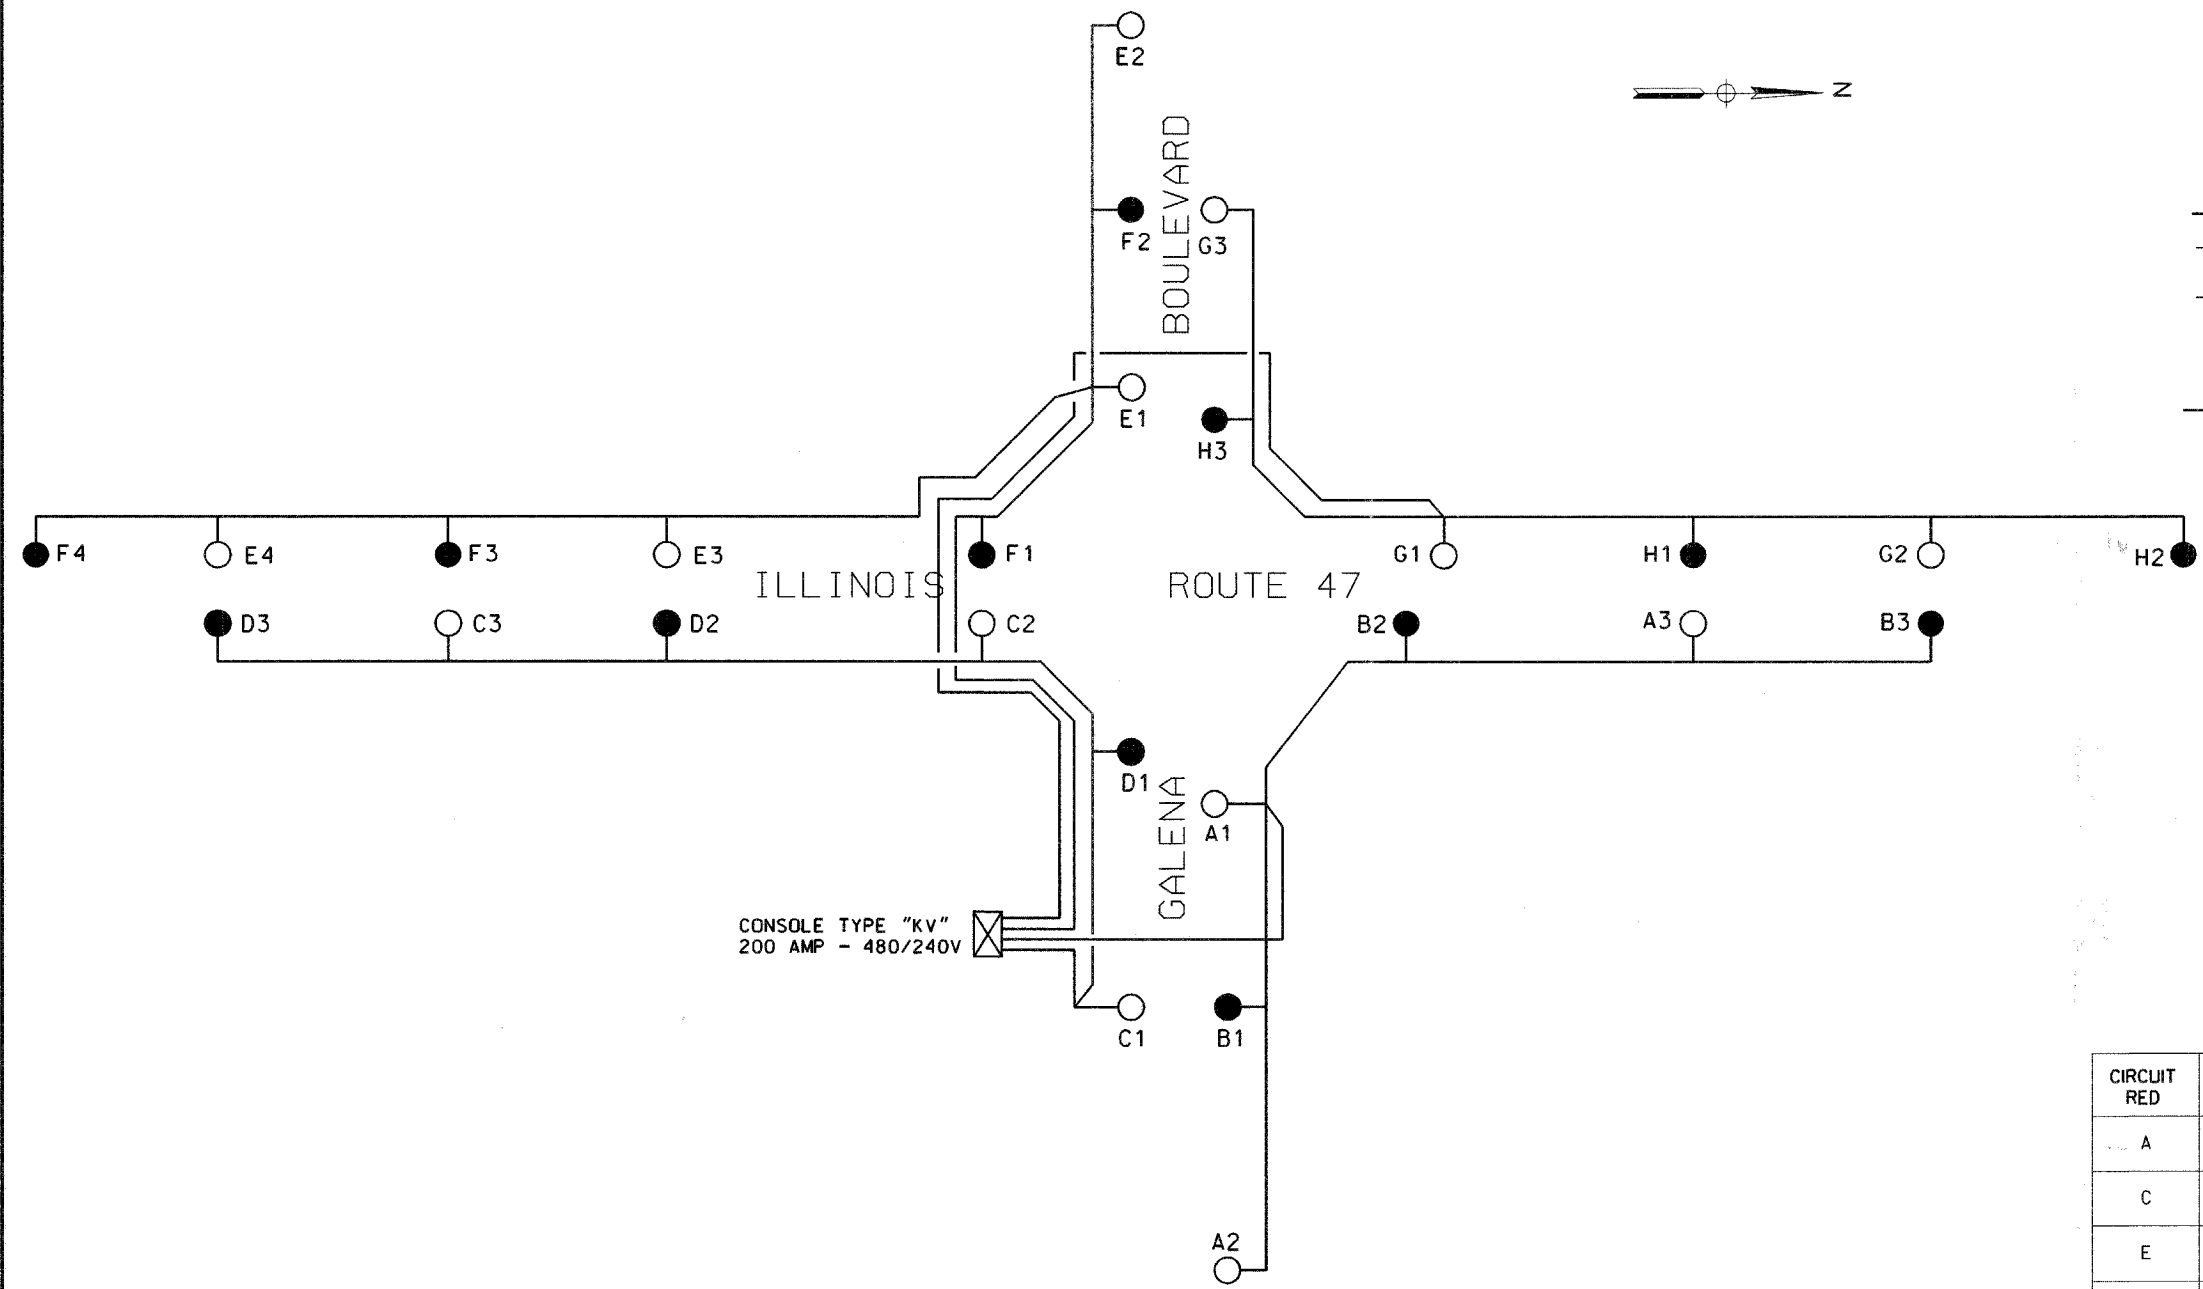 E2
N
BOULEVARD
F2
G3
E1
H3
F4
E4
F3
E3
F1
G1
H1
G2
H2
ILLINOIS ROUTE 47
D3
C3
D2
C2
B2
A3
B3
D1
A1
GALENA
CONSOLE TYPE "KV"
200 AMP - 480/240V
C1
B1
A2
CIRCUIT
RED
A
C
E